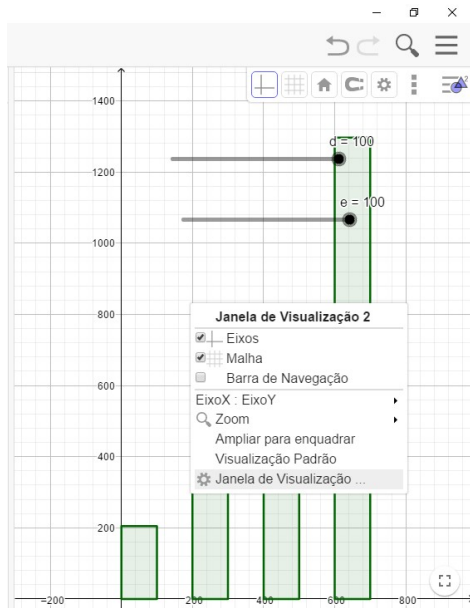 1400
d = 100
1200
e = 100
1000
800
Janela de Visualização 2
Eixos
Malha
600
Barra de Navegação
EixoX : EixoY
Zoom
Ampliar para enquadrar
400
Visualização Padrão
Janela de Visualização ...
200
−200
200
400
600
800